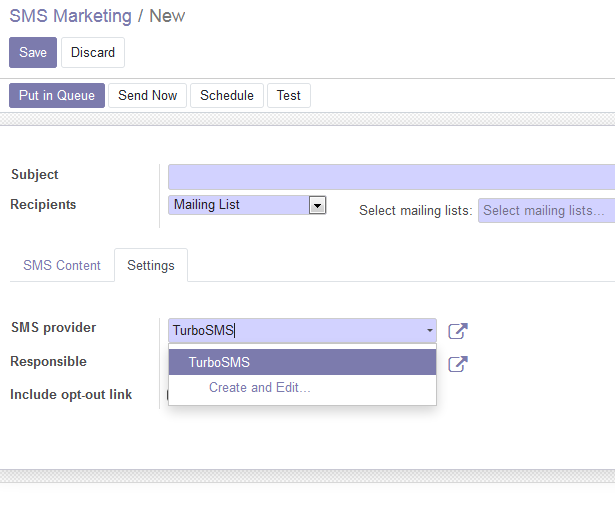 SMS Marketing / New
Save Discard
Put in Queue Send Now Schedule Test
Subject
Recipients Mailing List Select mailing lists: Select mailing lists...
SMS Content Settings
SMS provider TurboSMS
Responsible TurboSMS
Create and Edit...
Include opt-out link